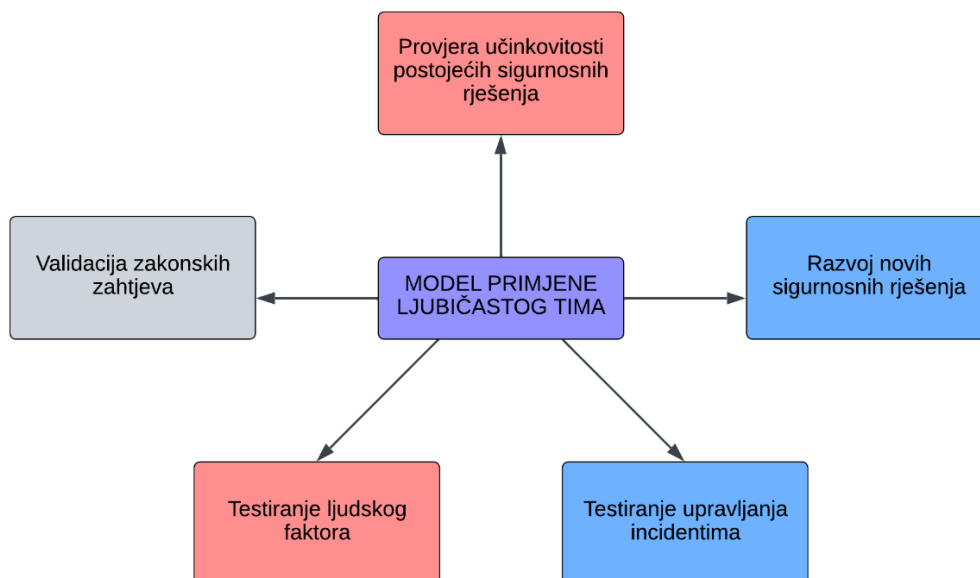 Provjera učinkovitosti
postojećih sigurnosnih
rješenja
Validacija zakonskih
zahtjeva
MODEL PRIMJENE
LJUBIČASTOG TIMA
Razvoj novih
sigurnosnih rješenja
Testiranje ljudskog
faktora
Testiranje upravljanja
incidentima